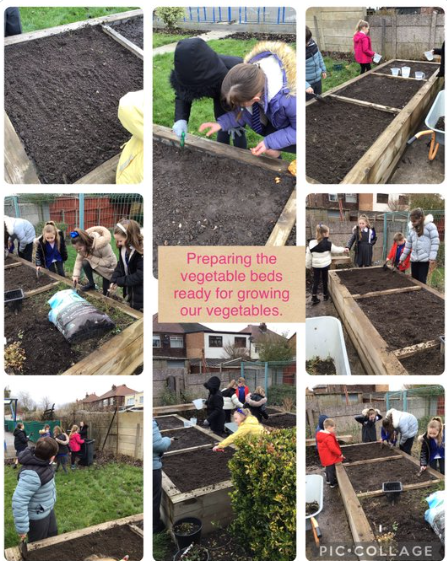 Preparing the
vegetable beds
ready for growing
our vegetables.
PIC•COLLAGE